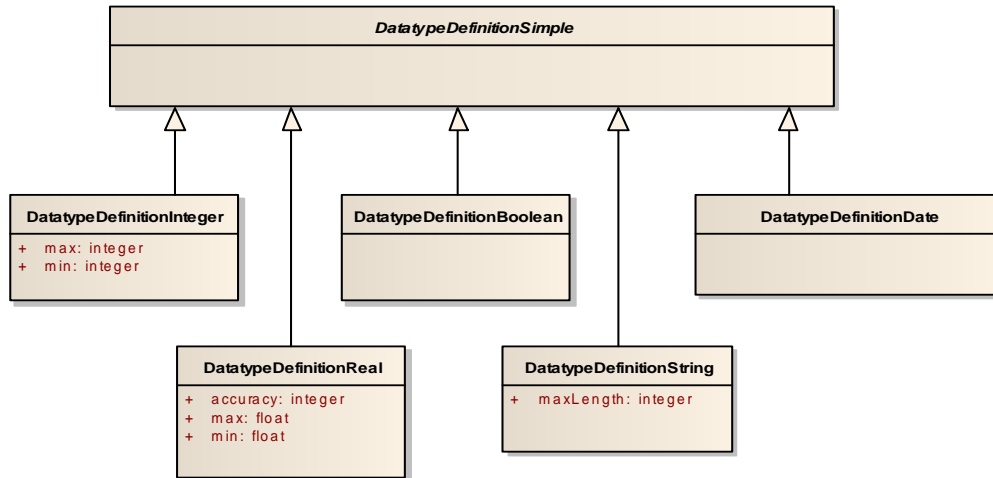 DatatypeDefinitionSimple
DatatypeDefinitionInteger
+ max: integer
+ min: integer
DatatypeDefinitionBoolean
DatatypeDefinitionDate
DatatypeDefinitionReal
+ accuracy: integer
+ max: float
+ min: float
DatatypeDefinitionString
+ maxLength: integer